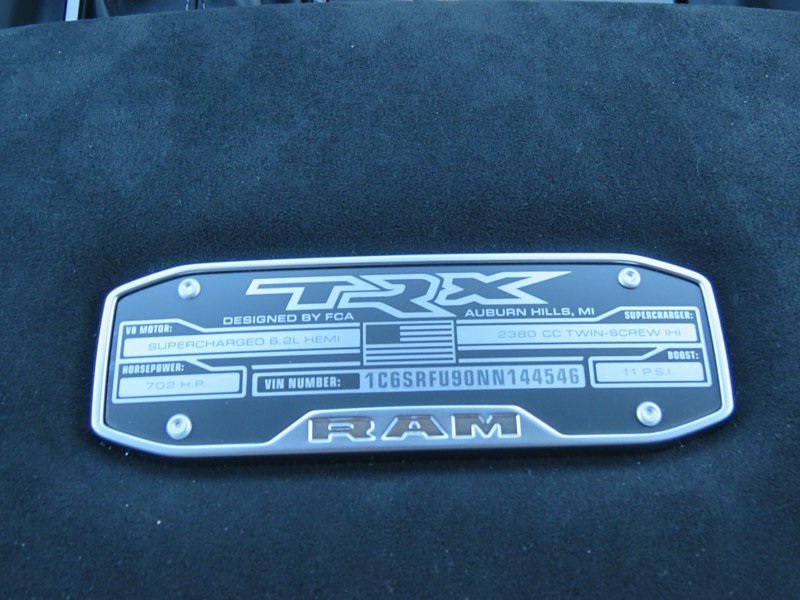 TRX
DESIGNED BY FCA AUBURN HILLS, MI
V8 MOTOR: SUPERCHARGER:
SUPERCHARGED 6.2L HEMI 2380 CC TWIN-SCREW IHI
HORSEPOWER: BOOST:
702 H.P. VIN NUMBER: 1C6SRFU90NN144546 11 P.S.I.
RAM